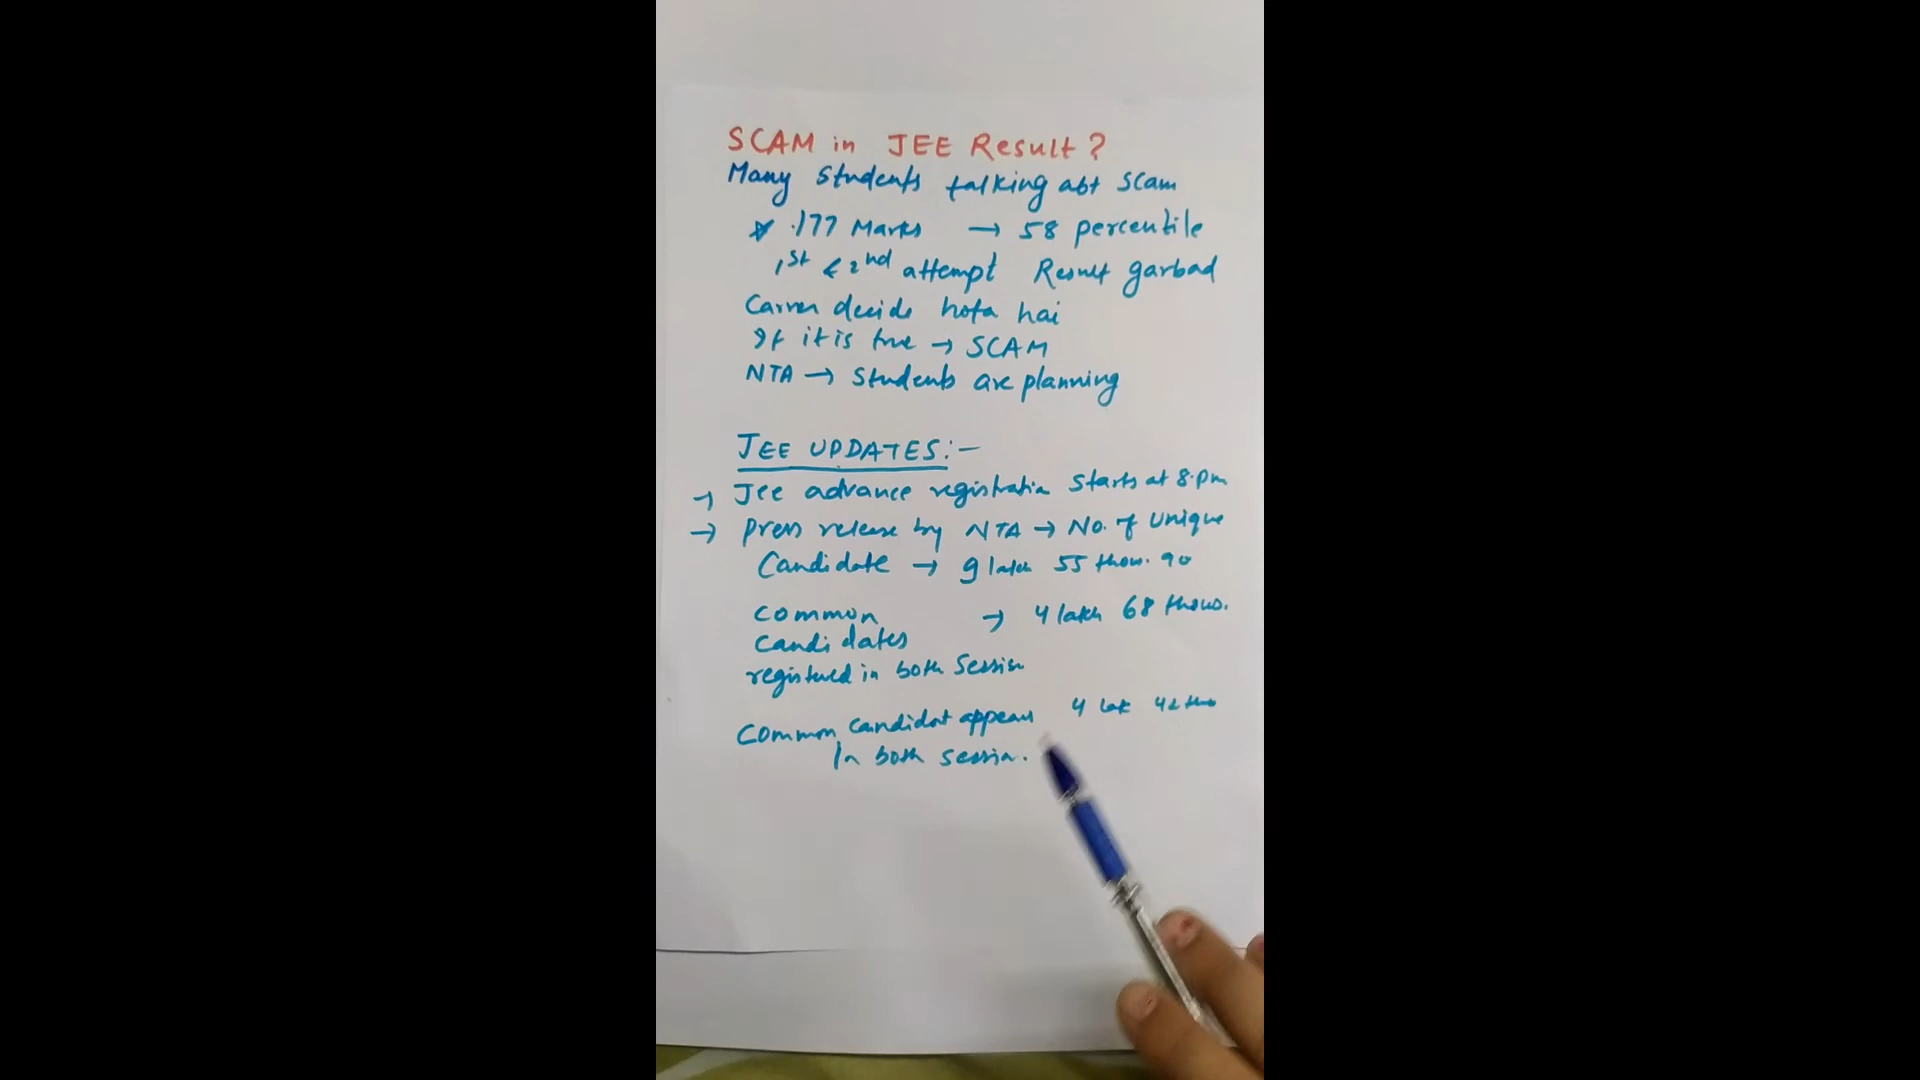 SCAM in JEE Result?
Many Students talking abt scam
177 Marks → 58 percentile
1st & 2nd attempt Result garbad
decide hota hai
If it is true → SCAM
NTA → Students are planning
JEE UPDATES:-
→ Jee advance registration Starts at 8.pm
→ Press release by NTA → No. of Unique
Candidate → 9 lakh 55 thou. 90
Common → 4 lakh 68 thous.
Candidates
registered in both Session
Common candidat appears 4 lak 42 tho
In both session.